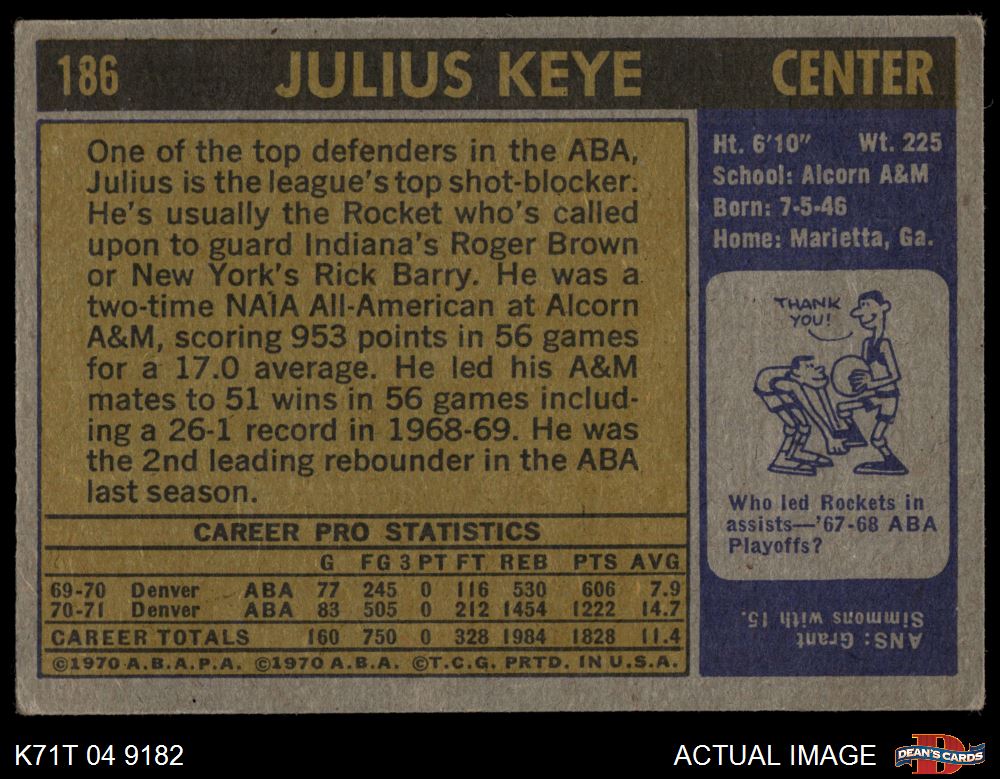 186 JULIUS KEYE CENTER
One of the top defenders in the ABA,
Julius is the league's top shot-blocker.
He's usually the Rocket who's called
upon to guard Indiana's Roger Brown
or New York's Rick Barry. He was a
two-time NAIA All-American at Alcorn
A&M, scoring 953 points in 56 games
for a 17.0 average. He led his A&M
mates to 51 wins in 56 games includ-
ing a 26-1 record in 1968-69. He was
the 2nd leading rebounder in the ABA
last season.
CAREER PRO STATISTICS
G FG 3 PT FT REB PTS AVG
69-70 Denver ABA 77 245 0 116 530 606 7.9
70-71 Denver ABA 83 505 0 212 1454 1222 14.7
CAREER TOTALS 160 750 0 328 1984 1828 11.4
©1970 A.B.A.P.A. ©1970 A.B.A. ©T.C.G. PRTD. IN U.S.A.
Ht. 6'10" Wt. 225
School: Alcorn A&M
Born: 7-5-46
Home: Marietta, Ga.
THANK
YOU!
Who led Rockets in
assists—'67-68 ABA
Playoffs?
ANS: Grant
Simmons with 15.
K71T 04 9182 ACTUAL IMAGE
D
DEAN'S CARDS